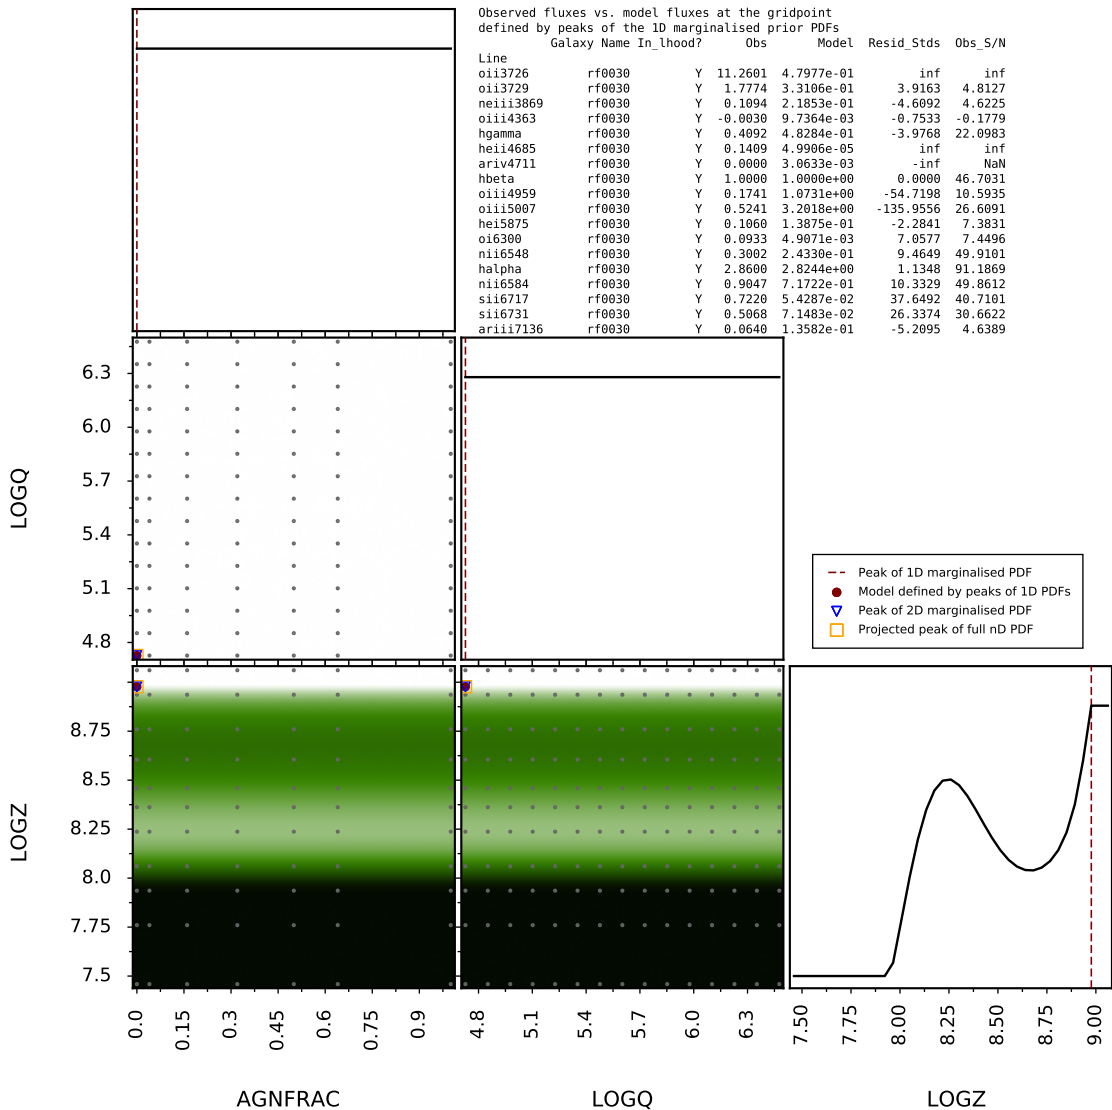 Observed fluxes vs. model fluxes at the gridpoint
defined by peaks of the 1D marginalised prior PDFs
Galaxy Name In_lhood? Obs Model Resid_Stds Obs_S/N
Line
oii3726 rf0030 Y 11.2601 4.7977e-01 inf inf
oii3729 rf0030 Y 1.7774 3.3106e-01 3.9163 4.8127
neiii3869 rf0030 Y 0.1094 2.1853e-01 -4.6092 4.6225
oiii4363 rf0030 Y -0.0030 9.7364e-03 -0.7533 -0.1779
hgamma rf0030 Y 0.4092 4.8284e-01 -3.9768 22.0983
heii4685 rf0030 Y 0.1409 4.9906e-05 inf inf
ariv4711 rf0030 Y 0.0000 3.0633e-03 -inf NaN
hbeta rf0030 Y 1.0000 1.0000e+00 0.0000 46.7031
oiii4959 rf0030 Y 0.1741 1.0731e+00 -54.7198 10.5935
oiii5007 rf0030 Y 0.5241 3.2018e+00 -135.9556 26.6091
hei5875 rf0030 Y 0.1060 1.3875e-01 -2.2841 7.3831
oi6300 rf0030 Y 0.0933 4.9071e-03 7.0577 7.4496
nii6548 rf0030 Y 0.3002 2.4330e-01 9.4649 49.9101
halpha rf0030 Y 2.8600 2.8244e+00 1.1348 91.1869
nii6584 rf0030 Y 0.9047 7.1722e-01 10.3329 49.8612
sii6717 rf0030 Y 0.7220 5.4287e-02 37.6492 40.7101
sii6731 rf0030 Y 0.5068 7.1483e-02 26.3374 30.6622
ariii7136 rf0030 Y 0.0640 1.3582e-01 -5.2095 4.6389
6.3
6.0
5.7
5.4
5.1
4.8
LOGQ
Peak of 1D marginalised PDF
Model defined by peaks of 1D PDFs
Peak of 2D marginalised PDF
Projected peak of full nD PDF
8.75
8.5
8.25
8.0
7.75
7.5
LOGZ
0.0 0.15 0.3 0.45 0.6 0.75 0.9
4.8 5.1 5.4 5.7 6.0 6.3
7.50 7.75 8.00 8.25 8.50 8.75 9.00
AGNFRAC LOGQ LOGZ